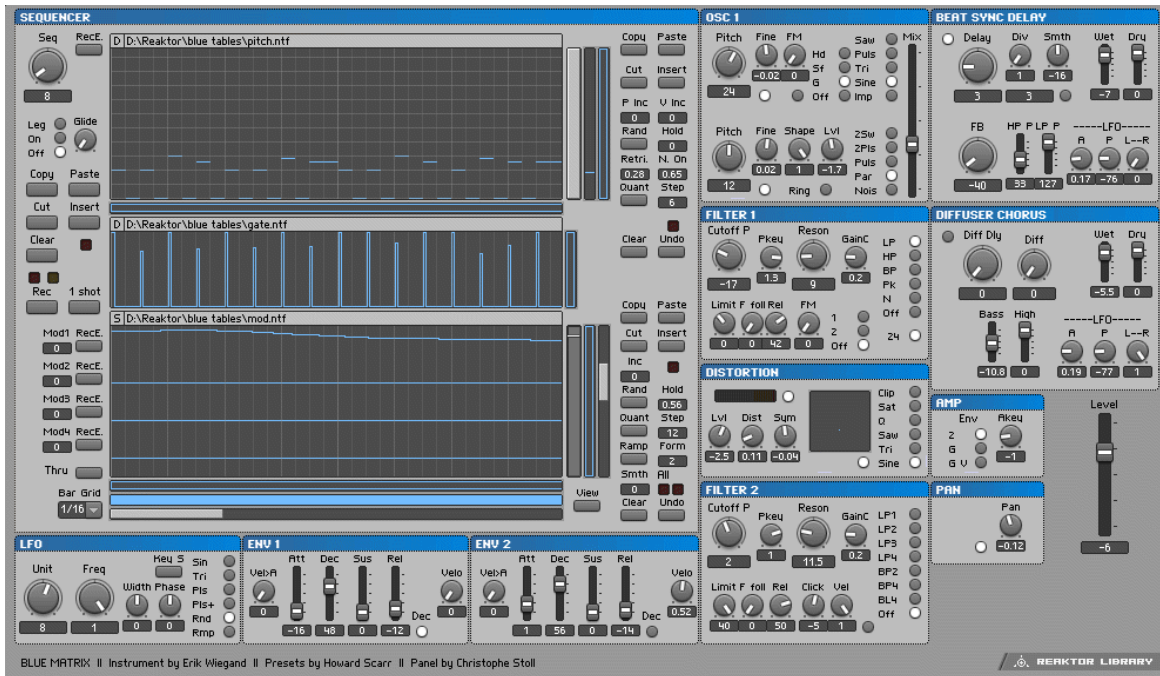 SEQUENCER
Seq RecE.
8
Leg Glide
On
Off
Copy Paste
Cut Insert
Clear
Rec 1 shot
Mod1 RecE.
0
Mod2 RecE.
0
Mod3 RecE.
0
Mod4 RecE.
0
Thru
Bar Grid
1/16
D D:\Reaktor\blue tables\pitch.ntf
D D:\Reaktor\blue tables\gate.ntf
S D:\Reaktor\blue tables\mod.ntf
Copy Paste
Cut Insert
P Inc V Inc
0 0
Rand Hold
0
Retri. N. On
0.28 0.65
Quant Step
6
Clear Undo
Copy Paste
Cut Insert
Inc
0
Rand Hold
0.56
Quant Step
12
Ramp Form
2
Smth All
0
Clear Undo
View
LFO
Unit Freq Key S
Width Phase
8 1 0 0
Sin
Tri
Pls
Pls+
Rnd
Rmp
ENV 1
Vel>A Att Dec Sus Rel Velo
0 -16 48 0 -12 Dec 0
ENV 2
Vel>A Att Dec Sus Rel Velo
0 1 56 0 -14 Dec 0.52
OSC 1
Pitch Fine FM Mix
24 -0.02 0
Hd
Sf
G
Off
Saw
Puls
Tri
Sine
Imp
Pitch Fine Shape Lvl
12 0.02 1 -1.7
Ring
2Sw
2Pls
Puls
Par
Nois
FILTER 1
Cutoff P Pkey Reson GainC
-17 1.3 9 0.2
Limit F foll Rel FM
0 0 42 0
1
2
Off
LP
HP
BP
Pk
N
Off
24
DISTORTION
Lvl Dist Sym
-2.5 0.11 -0.04
Clip
Sat
Q
Saw
Tri
Sine
FILTER 2
Cutoff P Pkey Reson GainC
2 1 11.5 0.2
Limit F foll Rel Click Vel
40 0 50 -5 1
LP1
LP2
LP3
LP4
BP2
BP4
BL4
Off
BEAT SYNC DELAY
Delay Div Smth Wet Dry
3 1 3 -16 -7 0
FB HP P LP P -----LFO-----
A P L--R
-40 33 127 0.17 -76 0
DIFFUSER CHORUS
Diff Dly Diff Wet Dry
0 0 -5.5 0
Bass High -----LFO-----
A P L--R
-10.8 0 0.19 -77 1
AMP
Env Akey
2
G
G V
-1
PAN
Pan
-0.12
Level
-6
BLUE MATRIX II Instrument by Erik Wiegand II Presets by Howard Scarr II Panel by Christophe Stoll
REAKTOR LIBRARY